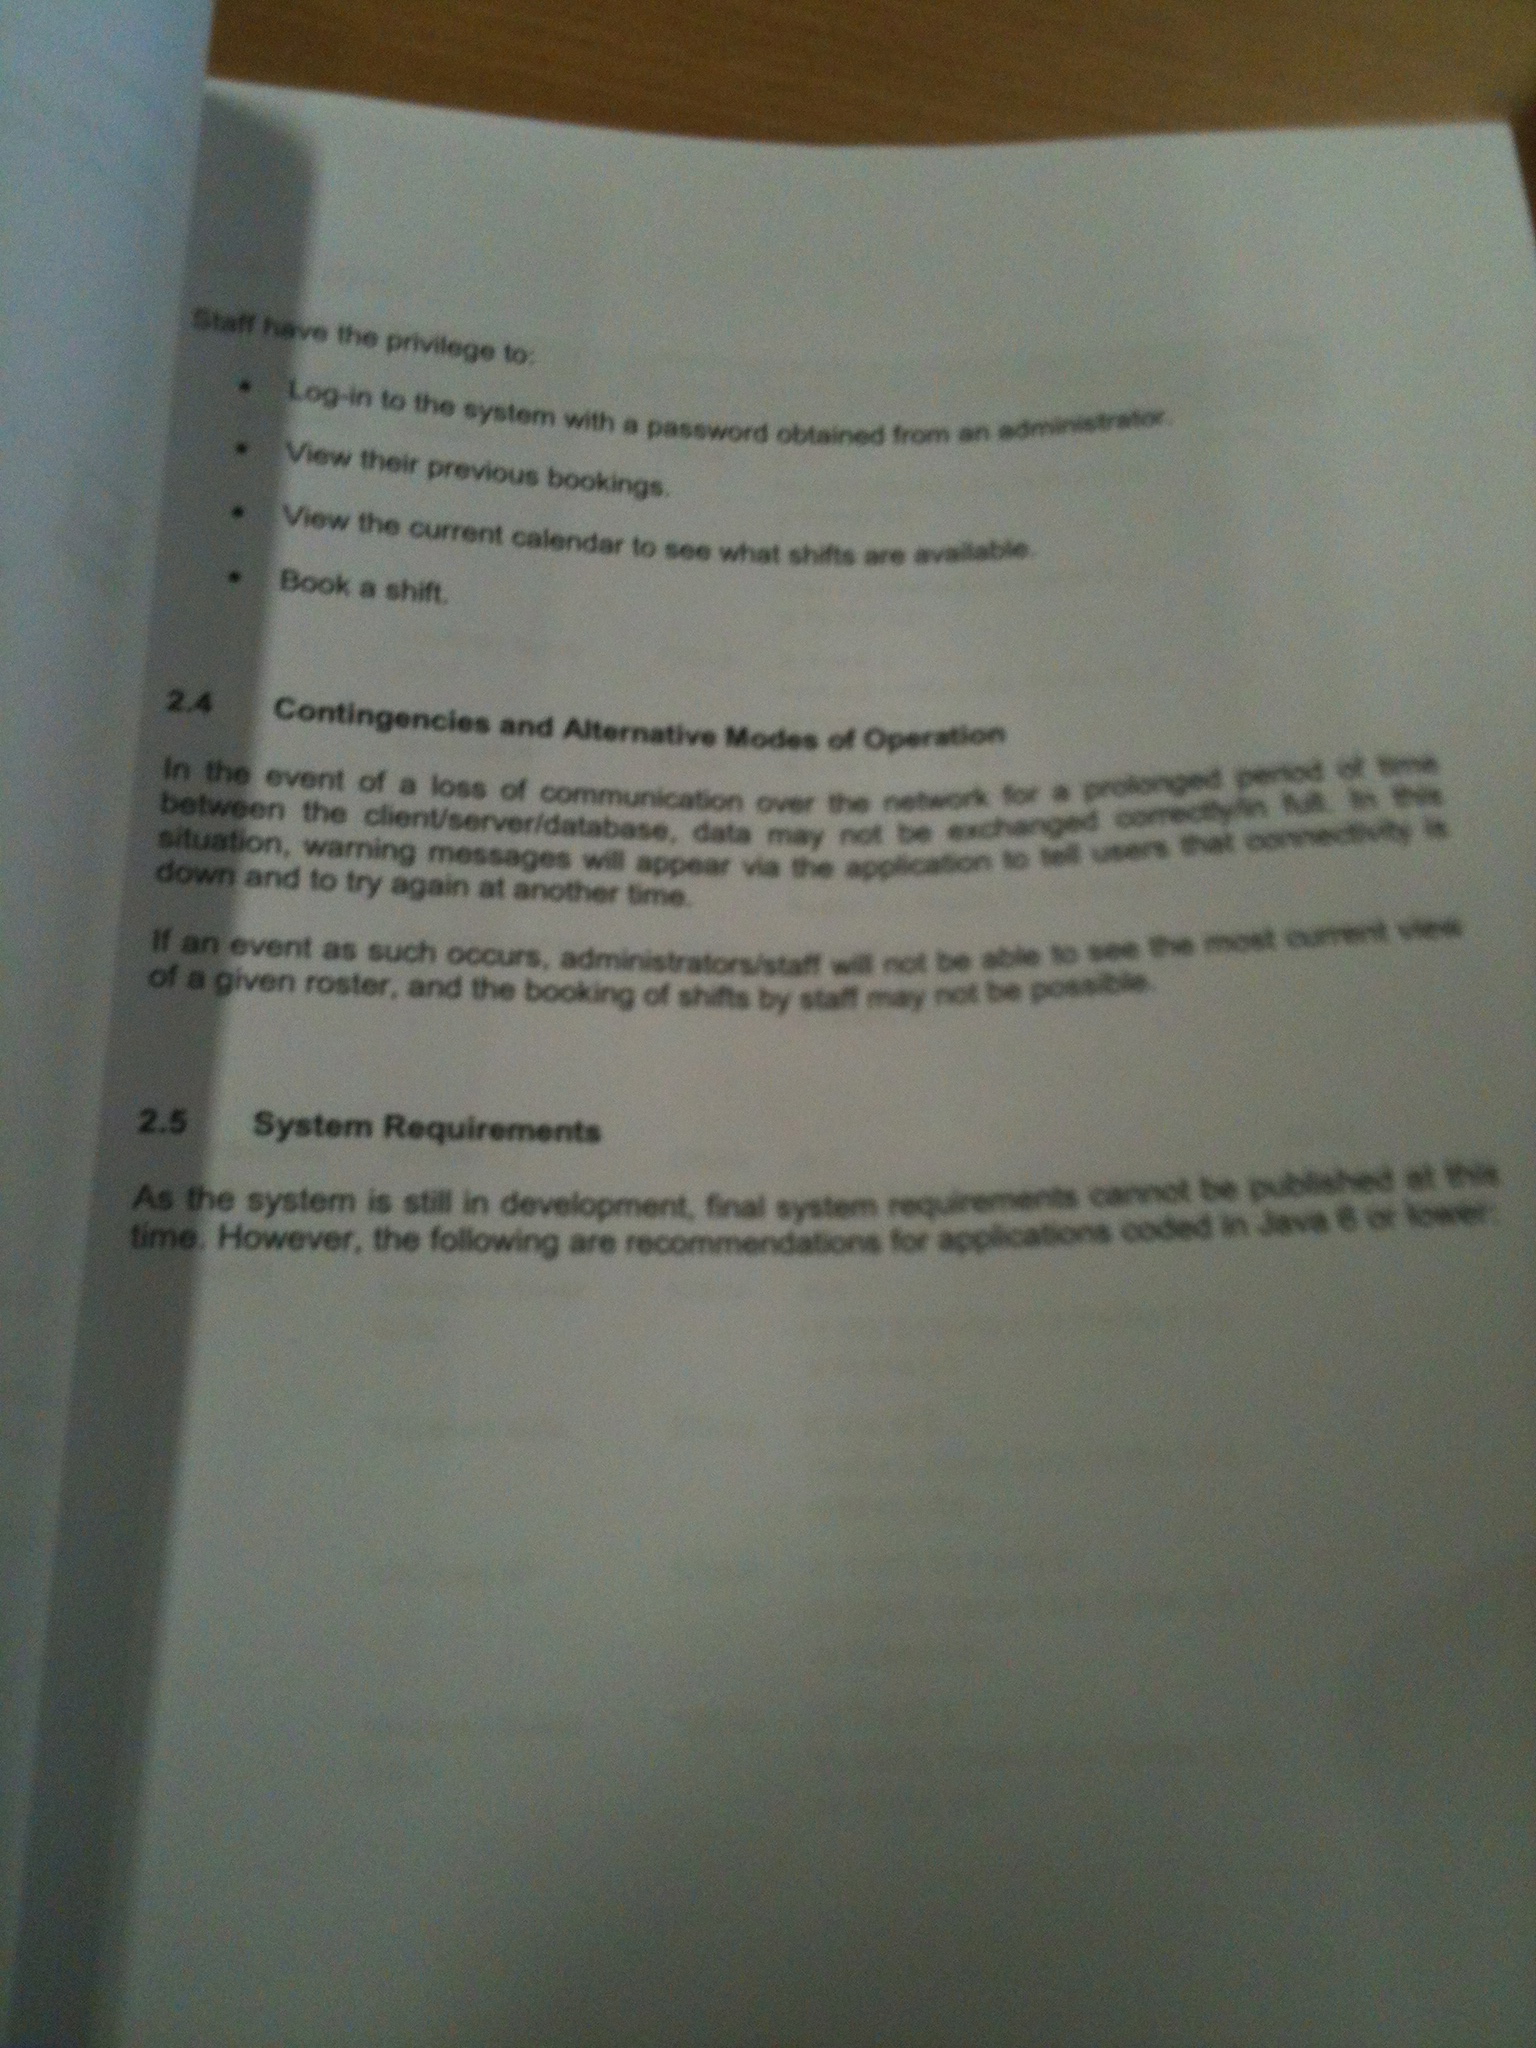 Staff have the privilege to:
• Log-in to the system with a password obtained from an administrator.
• View their previous bookings.
• View the current calendar to see what shifts are available.
• Book a shift.
2.4 Contingencies and Alternative Modes of Operation
In the event of a loss of communication over the network for a prolonged period of time
between the client/server/database, data may not be exchanged correctly/in full. In this
situation, warning messages will appear via the application to tell users that connectivity is
down and to try again at another time.
If an event as such occurs, administrators/staff will not be able to see the most current view
of a given roster, and the booking of shifts by staff may not be possible.
2.5 System Requirements
As the system is still in development, final system requirements cannot be published at this
time. However, the following are recommendations for applications coded in Java 6 or lower: